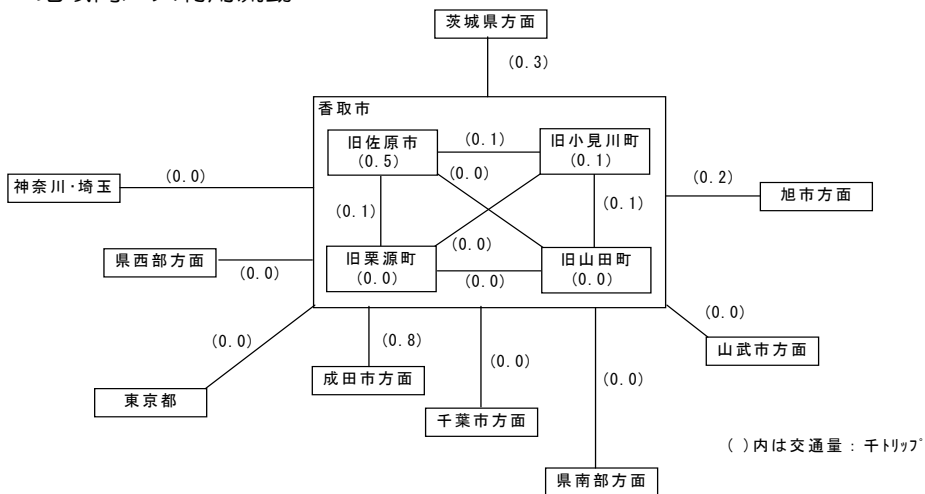 茨城県方面
(0.3)
香取市
旧佐原市
(0.5)
(0.1)
旧小見川町
(0.1)
(0.0)
神奈川・埼玉
(0.0)
(0.2)
旭市方面
(0.1)
(0.1)
県西部方面
(0.0)
旧栗源町
(0.0)
(0.0)
(0.0)
旧山田町
(0.0)
(0.0)
東京都
(0.8)
成田市方面
(0.0)
千葉市方面
(0.0)
県南部方面
(0.0)
山武市方面
( )内は交通量：千ﾄﾘｯﾌﾟ